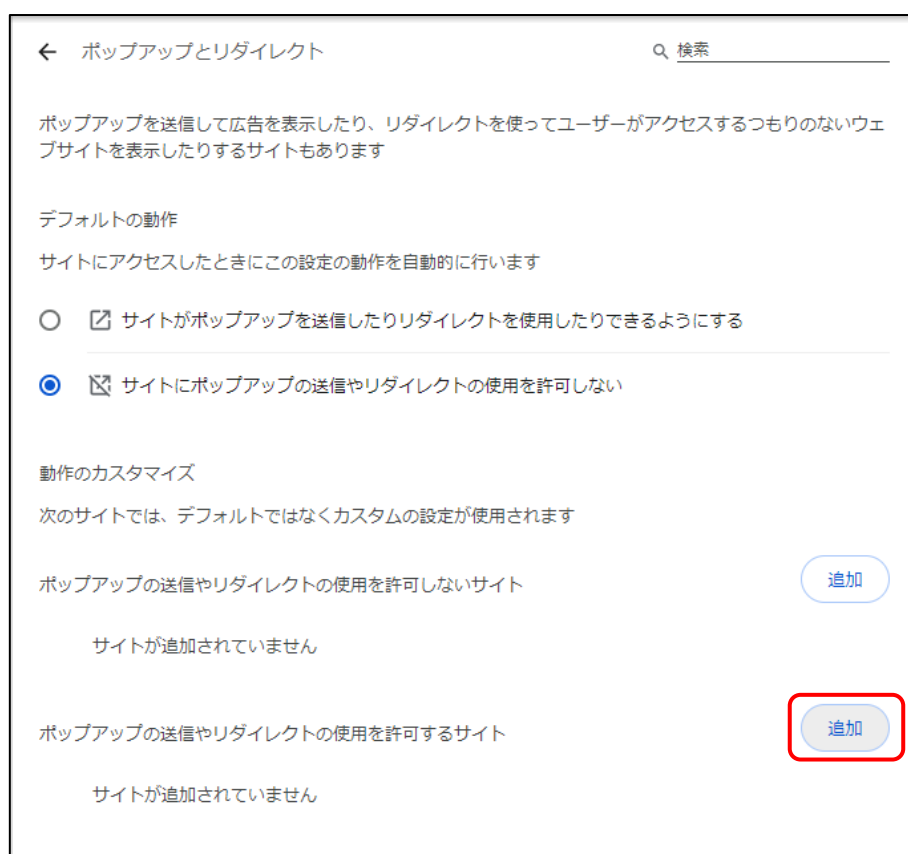 ポップアップとリダイレクト
検索
ポップアップを送信して広告を表示したり、リダイレクトを使ってユーザーがアクセスするつもりのないウェ
ブサイトを表示したりするサイトもあります
デフォルトの動作
サイトにアクセスしたときにこの設定の動作を自動的に行います
サイトがポップアップを送信したりリダイレクトを使用したりできるようにする
サイトにポップアップの送信やリダイレクトの使用を許可しない
動作のカスタマイズ
次のサイトでは、デフォルトではなくカスタムの設定が使用されます
ポップアップの送信やリダイレクトの使用を許可しないサイト
追加
サイトが追加されていません
ポップアップの送信やリダイレクトの使用を許可するサイト
追加
サイトが追加されていません